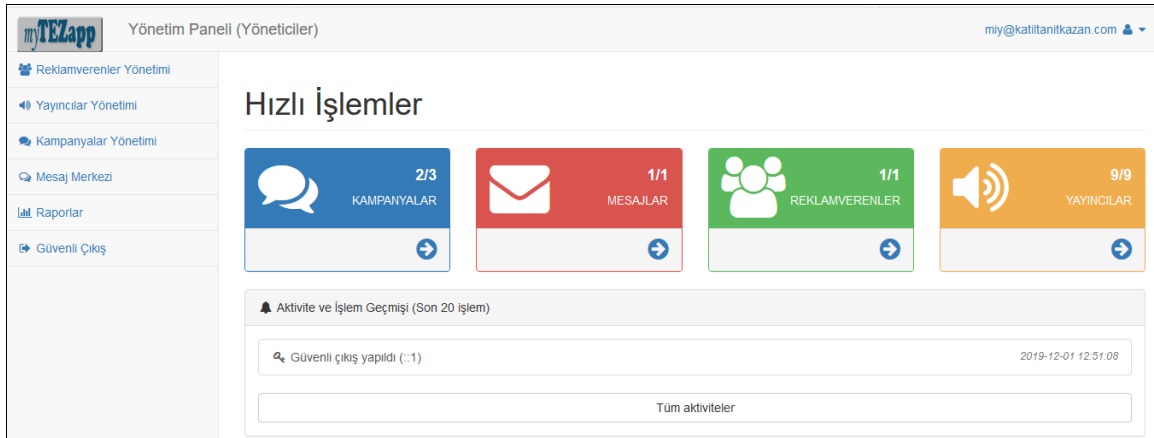 myTEZapp
Yönetim Paneli (Yöneticiler)
miy@katiltanitkazan.com
Reklamverenler Yönetimi
Yayıncılar Yönetimi
Kampanyalar Yönetimi
Mesaj Merkezi
Raporlar
Güvenli Çıkış
Hızlı İşlemler
2/3
KAMPANYALAR
1/1
MESAJLAR
1/1
REKLAMVERENLER
9/9
YAYINCILAR
Aktivite ve İşlem Geçmişi (Son 20 işlem)
Güvenli çıkış yapıldı (::1)
2019-12-01 12:51:08
Tüm aktiviteler